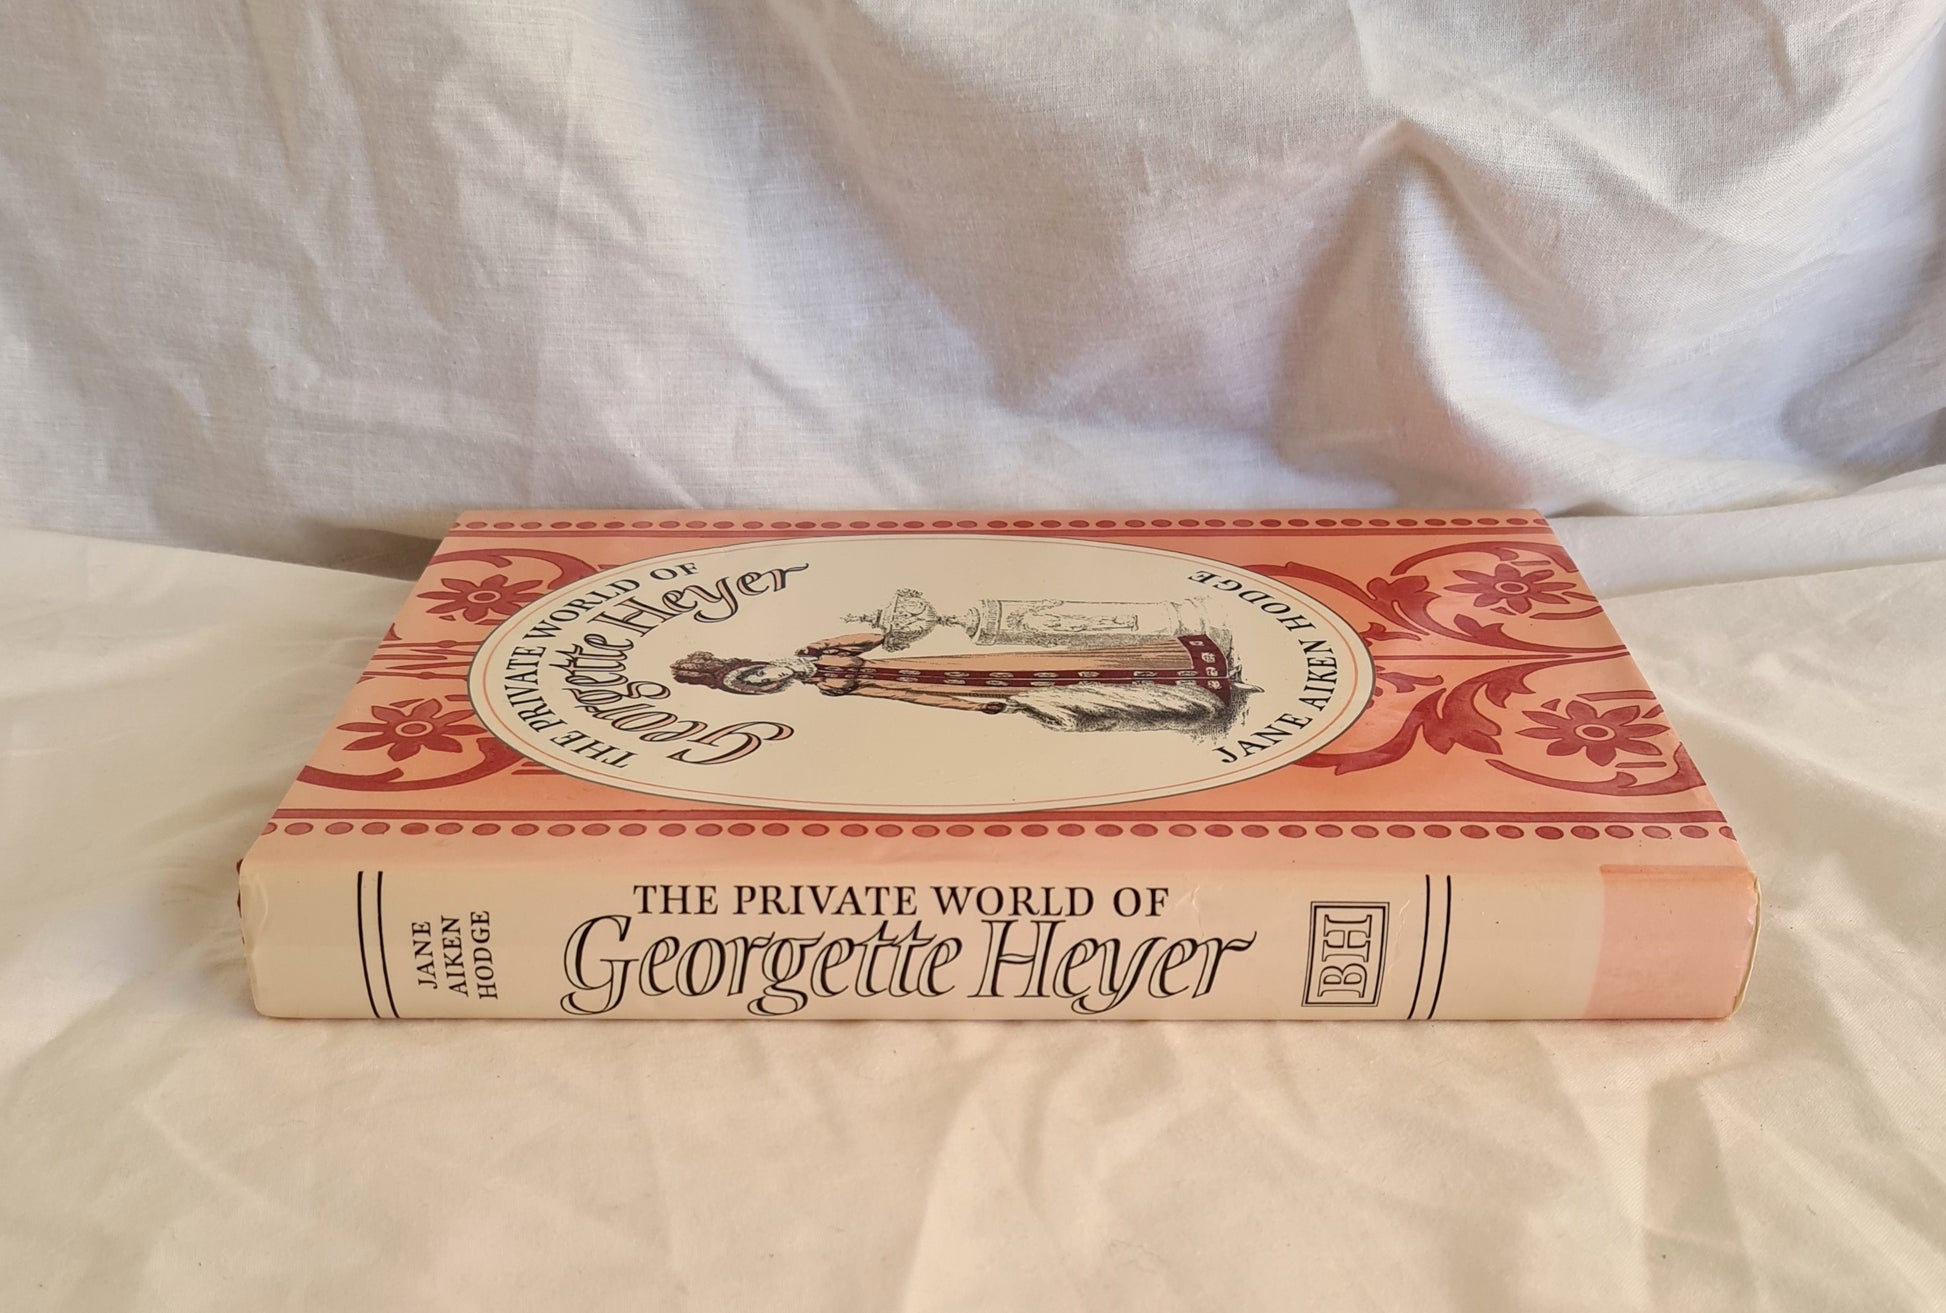 THE PRIVATE WORLD OF
Georgette Heyer
JANE AIKEN HODGE
JANE
AIKEN
HODGE
THE PRIVATE WORLD OF
Georgette Heyer
BH